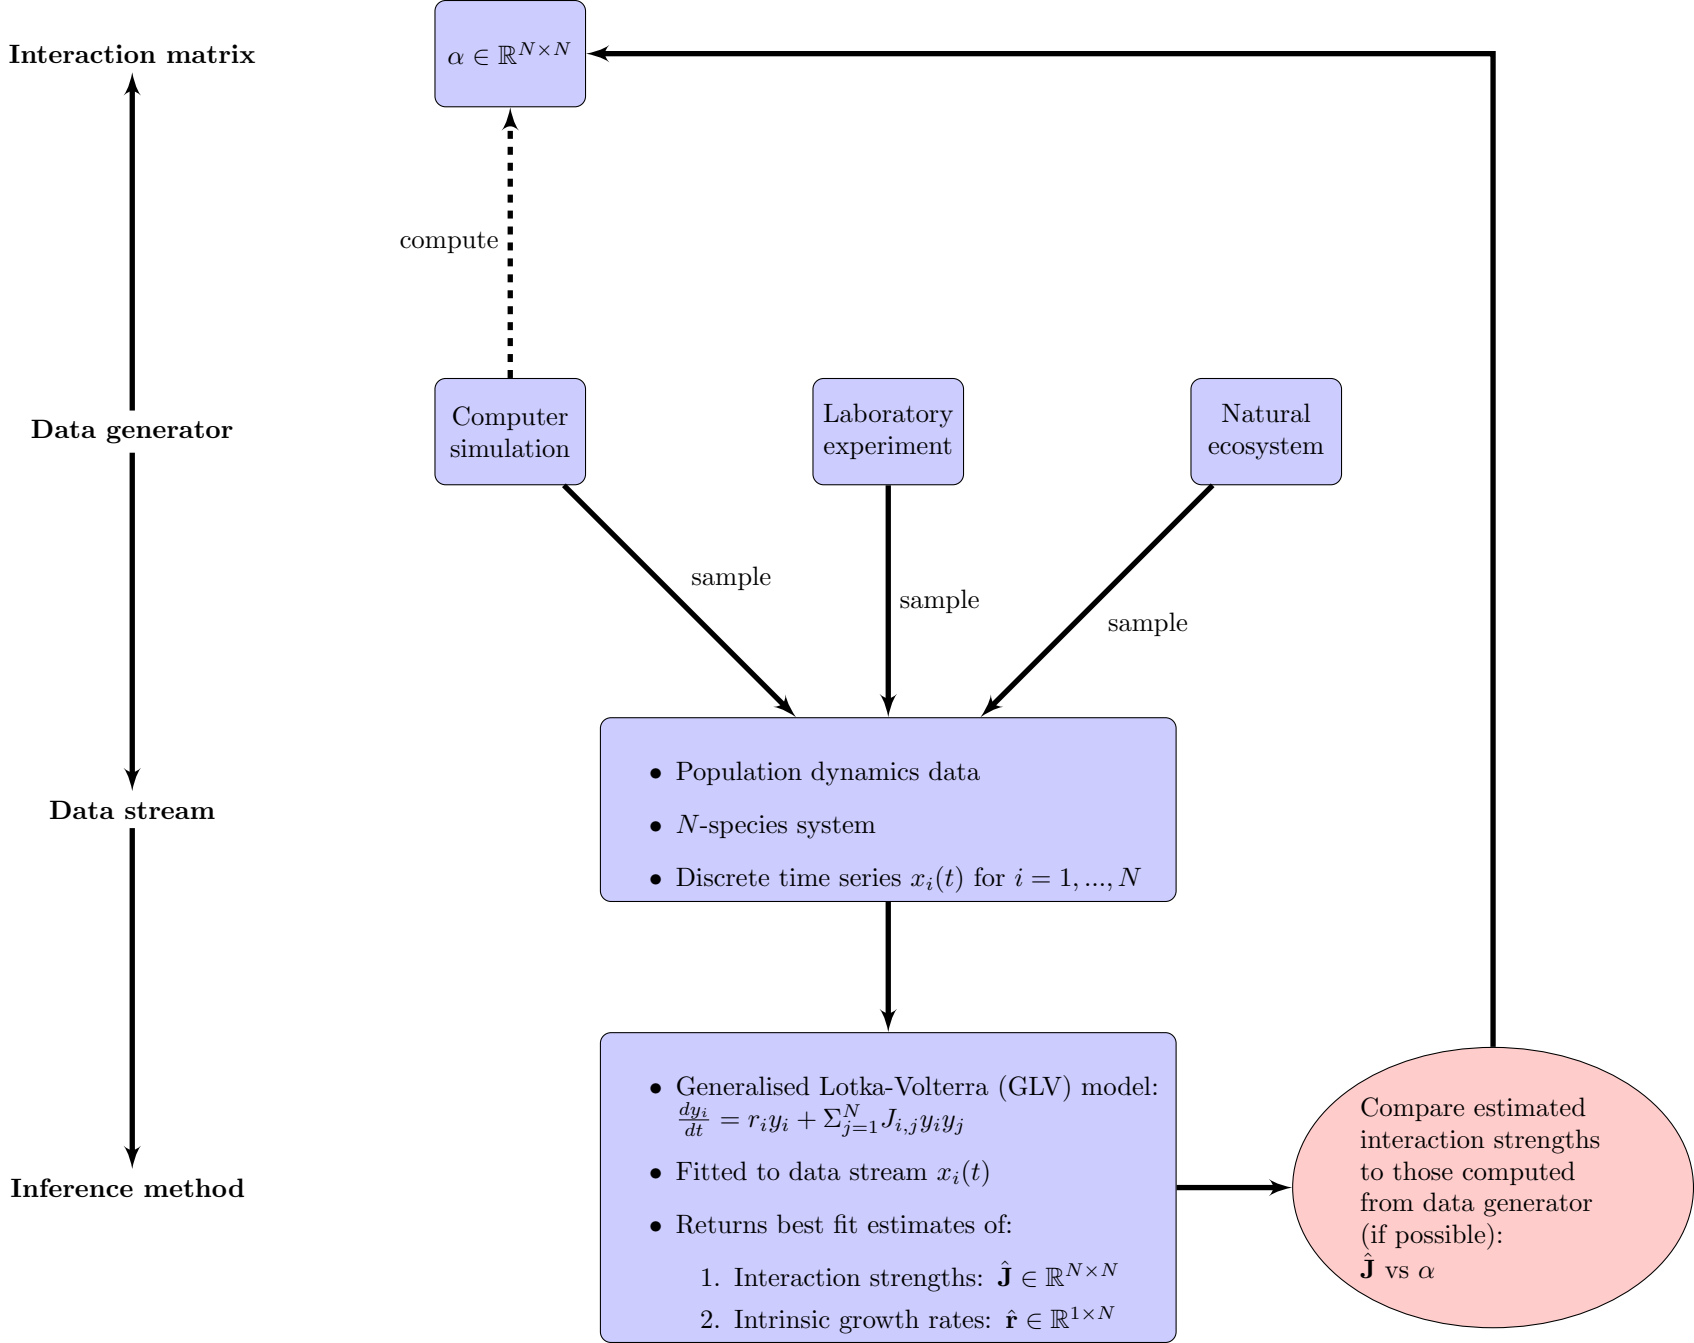 Interaction matrix
α ∈ ℝ^{N×N}
compute
Data generator
Computer
simulation
Laboratory
experiment
Natural
ecosystem
sample
sample
sample
Data stream
• Population dynamics data
• N-species system
• Discrete time series x_i(t) for i = 1, ..., N
Inference method
• Generalised Lotka-Volterra (GLV) model:
\frac{dy_i}{dt} = r_i y_i + Σ_{j=1}^{N} J_{i,j} y_i y_j
• Fitted to data stream x_i(t)
• Returns best fit estimates of:
1. Interaction strengths: Ĵ ∈ ℝ^{N×N}
2. Intrinsic growth rates: r̂ ∈ ℝ^{1×N}
Compare estimated
interaction strengths
to those computed
from data generator
(if possible):
Ĵ vs α